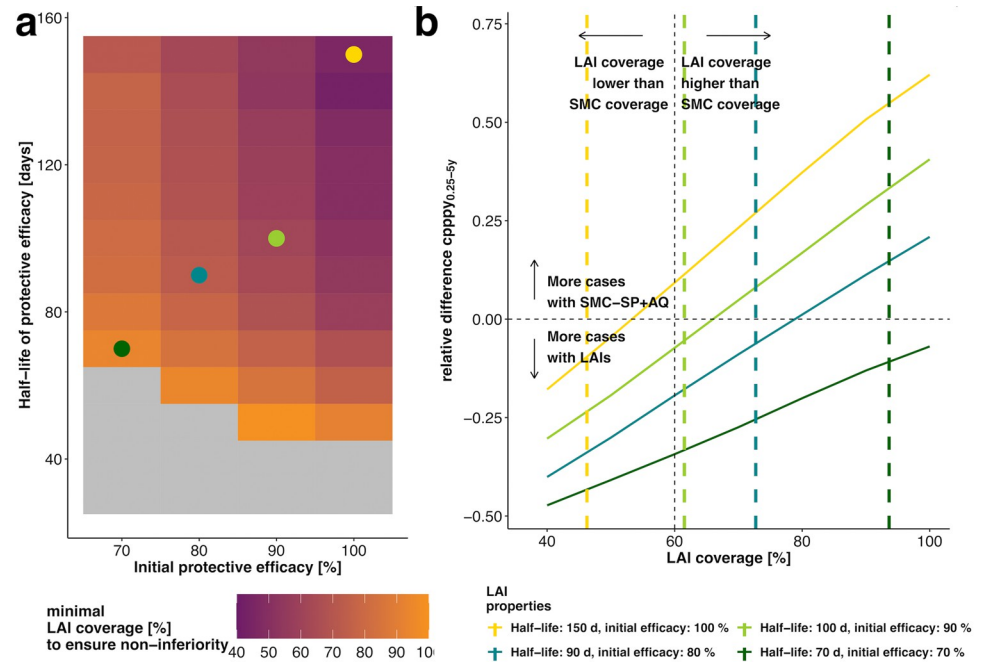 a
160
120
80
40
Half-life of protective efficacy [days]
70 80 90 100
Initial protective efficacy [%]
minimal
LAI coverage [%]
to ensure non-inferiority
40 50 60 70 80 90
b
0.75
0.50
0.25
0.00
-0.25
-0.50
relative difference cpppy0.25-5y
LAI coverage
lower than
SMC coverage
LAI coverage
higher than
SMC coverage
More cases
with SMC-SP+AQ
More cases
with LAIs
40 60 80 100
LAI coverage [%]
LAI
properties
Half-life: 150 d, initial efficacy: 100 %
Half-life: 100 d, initial efficacy: 90 %
Half-life: 90 d, initial efficacy: 80 %
Half-life: 70 d, initial efficacy: 70 %